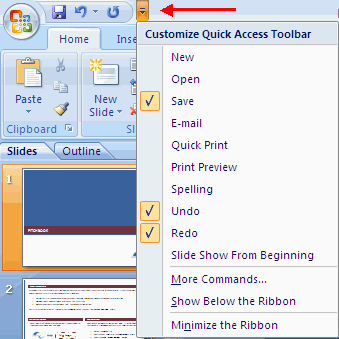 Home
Inse
Customize Quick Access Toolbar
New
Open
Save
E-mail
Quick Print
Print Preview
Spelling
Undo
Redo
Slide Show From Beginning
More Commands...
Show Below the Ribbon
Minimize the Ribbon
Paste
New
Slide
Clipboard
Slides
Outline
1
PITCHBOOK
2